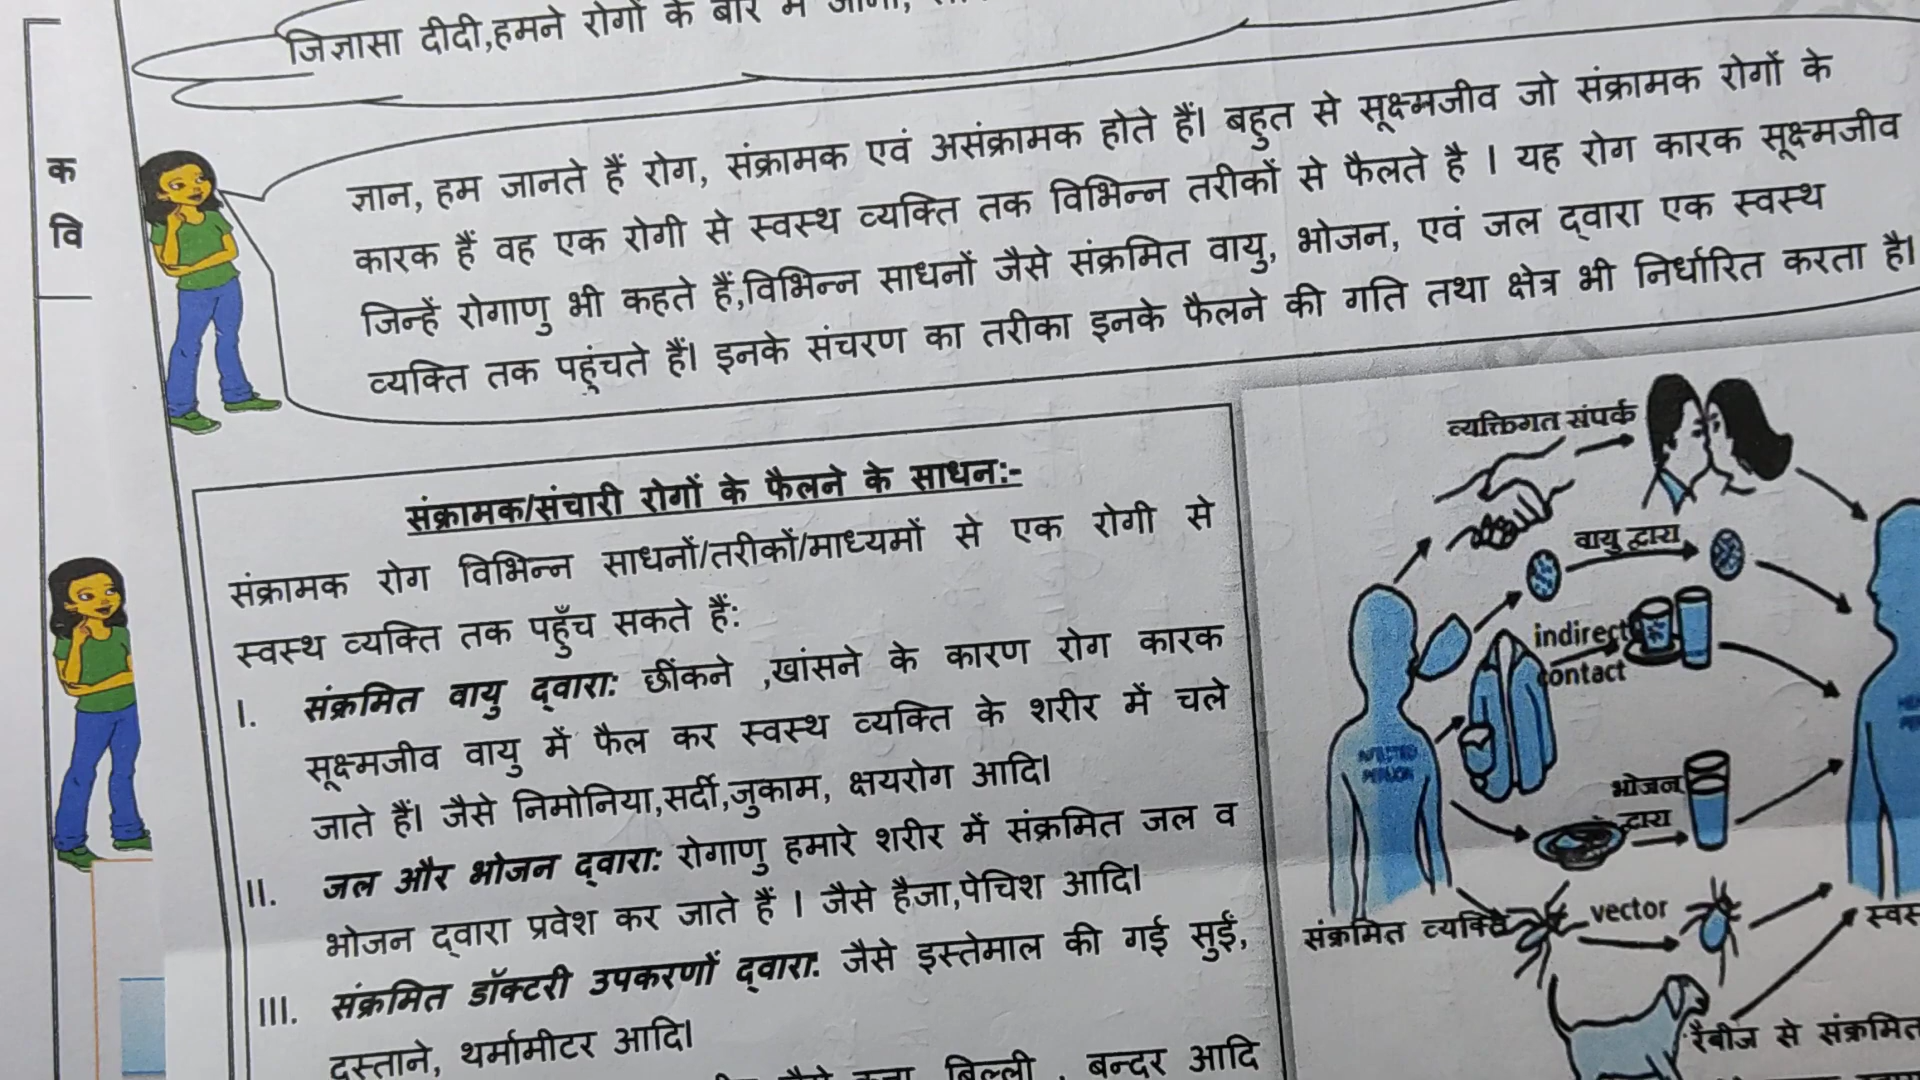 जिज्ञासा दीदी,हमने रोगों के बारे में
क
वि
ज्ञान, हम जानते हैं रोग, संक्रामक एवं असंक्रामक होते हैं। बहुत से सूक्ष्मजीव जो संक्रामक रोगों के
कारक हैं वह एक रोगी से स्वस्थ व्यक्ति तक विभिन्न तरीकों से फैलते है । यह रोग कारक सूक्ष्मजीव
जिन्हें रोगाणु भी कहते हैं,विभिन्न साधनों जैसे संक्रमित वायु, भोजन, एवं जल द्वारा एक स्वस्थ
व्यक्ति तक पहुंचते हैं। इनके संचरण का तरीका इनके फैलने की गति तथा क्षेत्र भी निर्धारित करता है।
संक्रामक/संचारी रोगों के फैलने के साधन:-
संक्रामक रोग विभिन्न साधनों/तरीकों/माध्यमों से एक रोगी से
स्वस्थ व्यक्ति तक पहुँच सकते हैं:
I. संक्रमित वायु द्वारा: छींकने ,खांसने के कारण रोग कारक
सूक्ष्मजीव वायु में फैल कर स्वस्थ व्यक्ति के शरीर में चले
जाते हैं। जैसे निमोनिया,सर्दी,जुकाम, क्षयरोग आदि।
II. जल और भोजन द्वारा: रोगाणु हमारे शरीर में संक्रमित जल व
भोजन द्वारा प्रवेश कर जाते हैं । जैसे हैजा,पेचिश आदि।
III. संक्रमित डॉक्टरी उपकरणों द्वारा: जैसे इस्तेमाल की गई सुईं,
दस्ताने, थर्मामीटर आदि।
बिल्ली , बन्दर आदि
व्यक्तिगत संपर्क
वायु द्वारा
indirect
contact
INFECTED
PERSON
भोजन
द्वारा
vector
संक्रमित व्यक्ति
रैबीज से संक्रमित